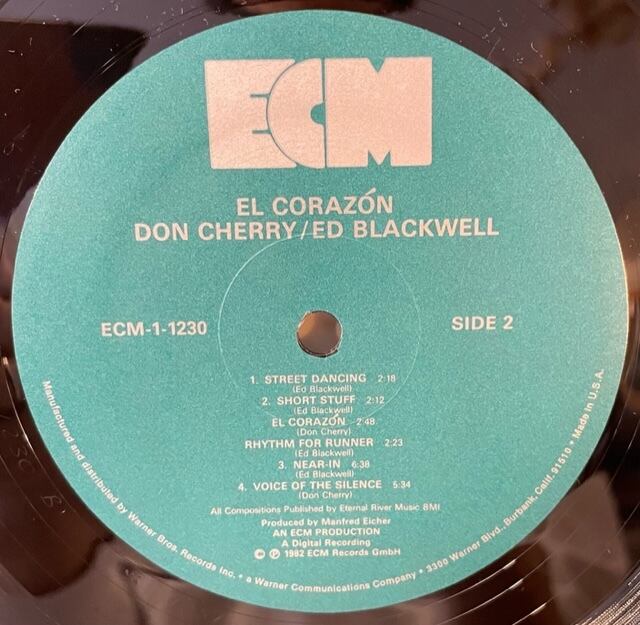 ECM
EL CORAZÓN
DON CHERRY/ED BLACKWELL
ECM-1-1230
SIDE 2
1. STREET DANCING 2:18
(Ed Blackwell)
2. SHORT STUFF 2:12
(Ed Blackwell)
EL CORAZÓN 2:48
(Don Cherry)
RHYTHM FOR RUNNER 2:23
(Ed Blackwell)
3. NEAR-IN 6:38
(Ed Blackwell)
4. VOICE OF THE SILENCE 5:34
(Don Cherry)
All Compositions Published by Eternal River Music BMI
Produced by Manfred Eicher
AN ECM PRODUCTION
A Digital Recording
© ℗ 1982 ECM Records GmbH
Manufactured and distributed by Warner Bros. Records Inc. • a Warner Communications Company • 3300 Warner Blvd., Burbank, Calif. 91510 • Made in U.S.A.